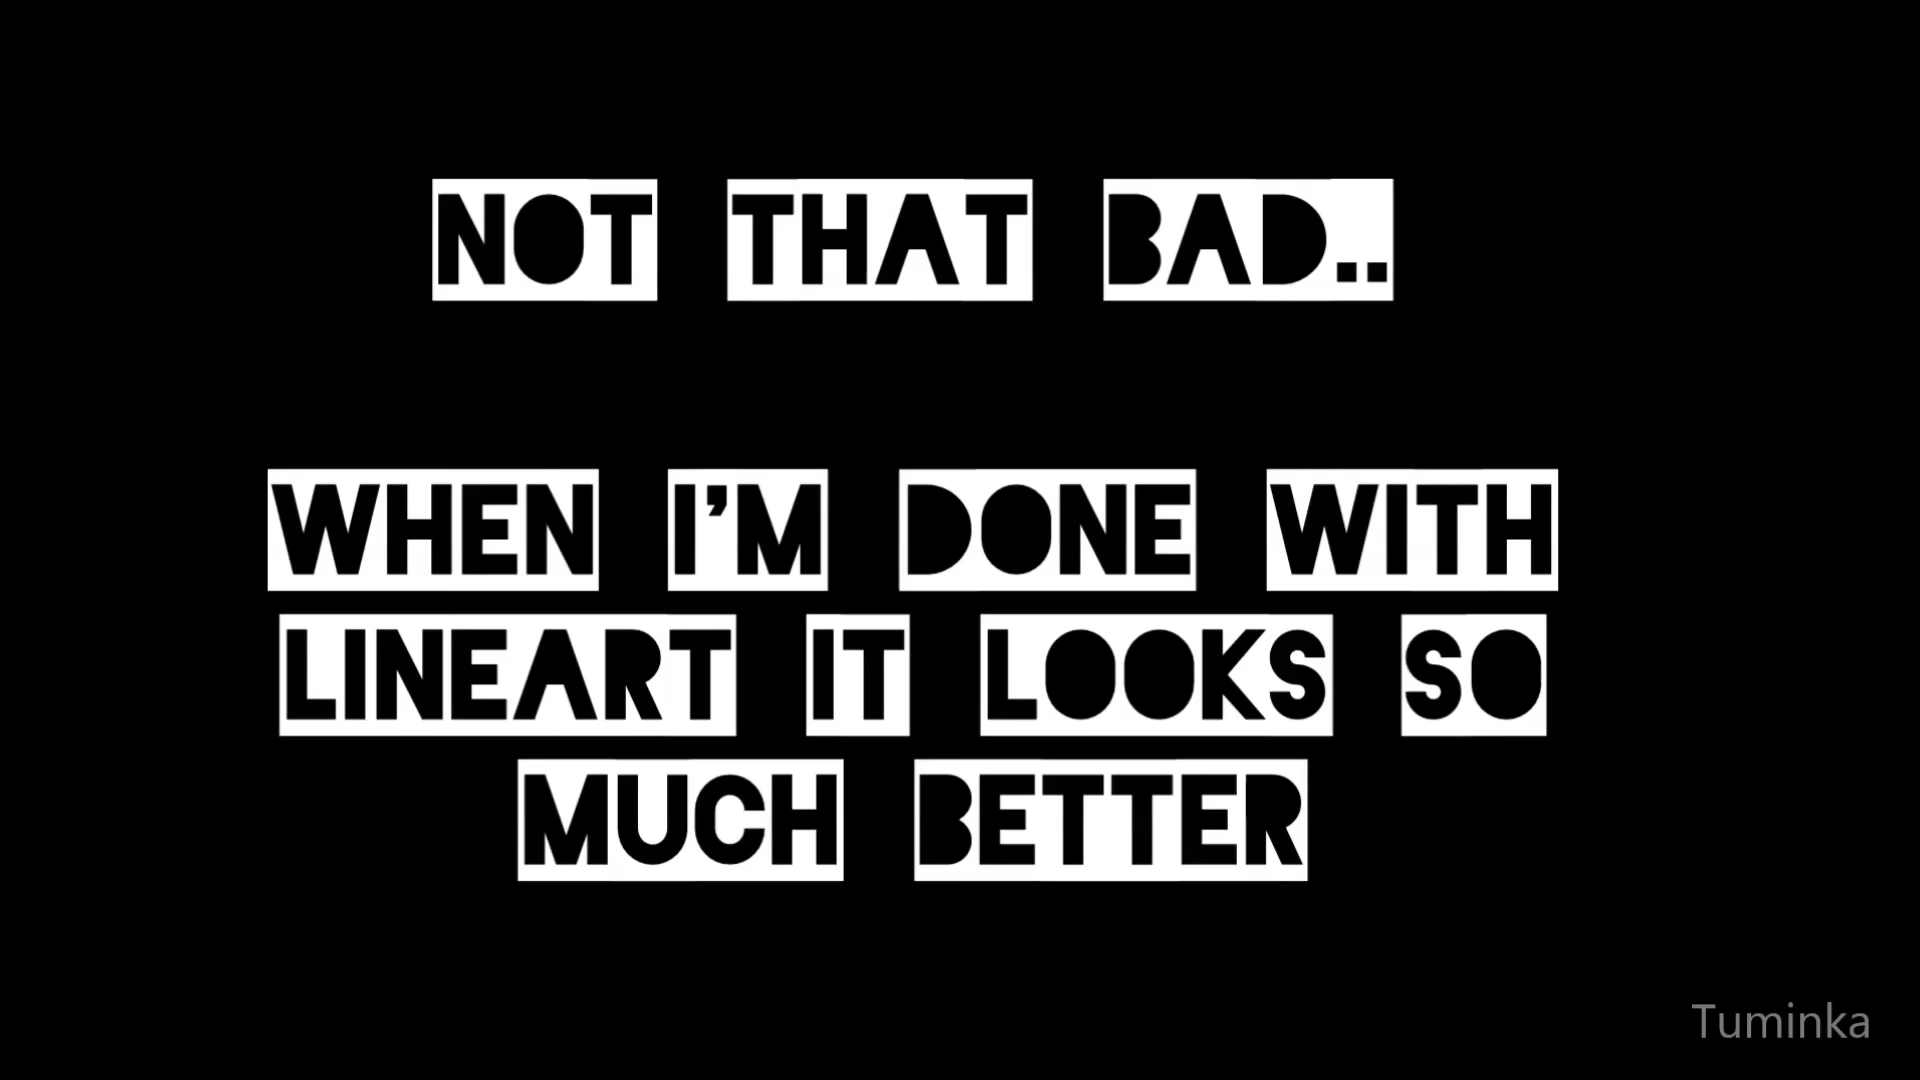 NOT THAT BAD..
WHEN I'M DONE WITH
LINEART IT LOOKS SO
MUCH BETTER
Tuminka